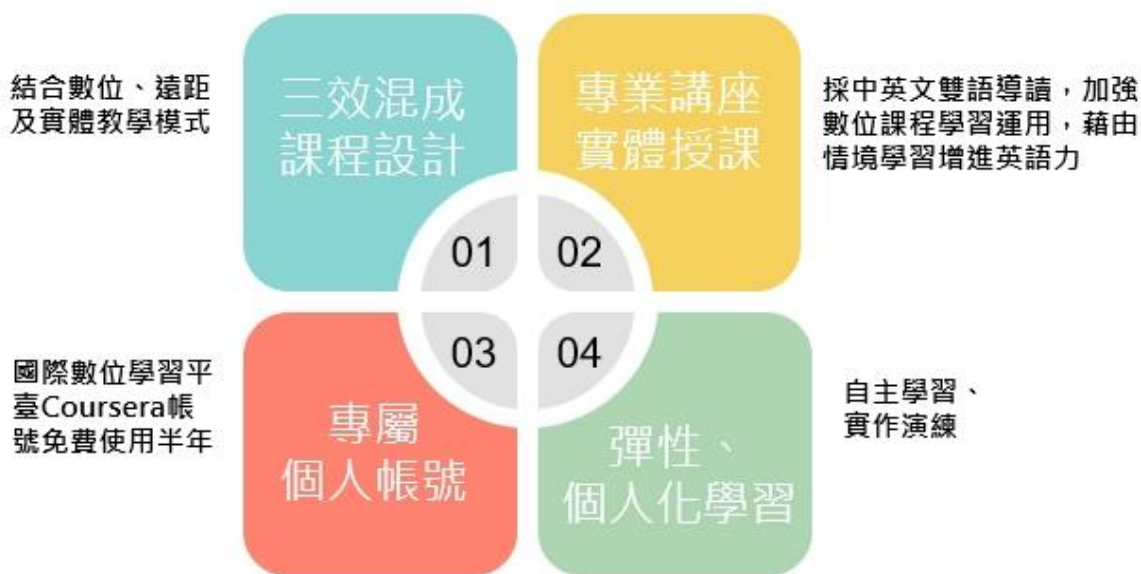 三效混成
課程設計
結合數位、遠距
及實體教學模式
01
專業講座
實體授課
採中英文雙語導讀，加強
數位課程學習運用，藉由
情境學習增進英語力
02
專屬
個人帳號
國際數位學習平
臺Coursera帳
號免費使用半年
03
彈性、
個人化學習
自主學習、
實作演練
04